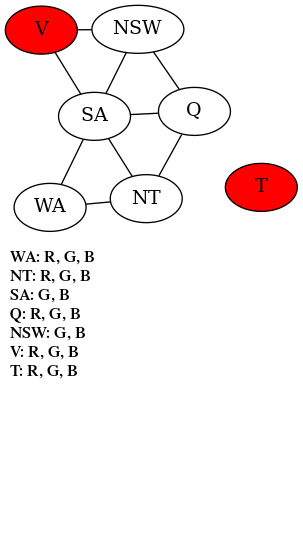 V
NSW
SA
Q
T
WA
NT
WA: R, G, B
NT: R, G, B
SA: G, B
Q: R, G, B
NSW: G, B
V: R, G, B
T: R, G, B